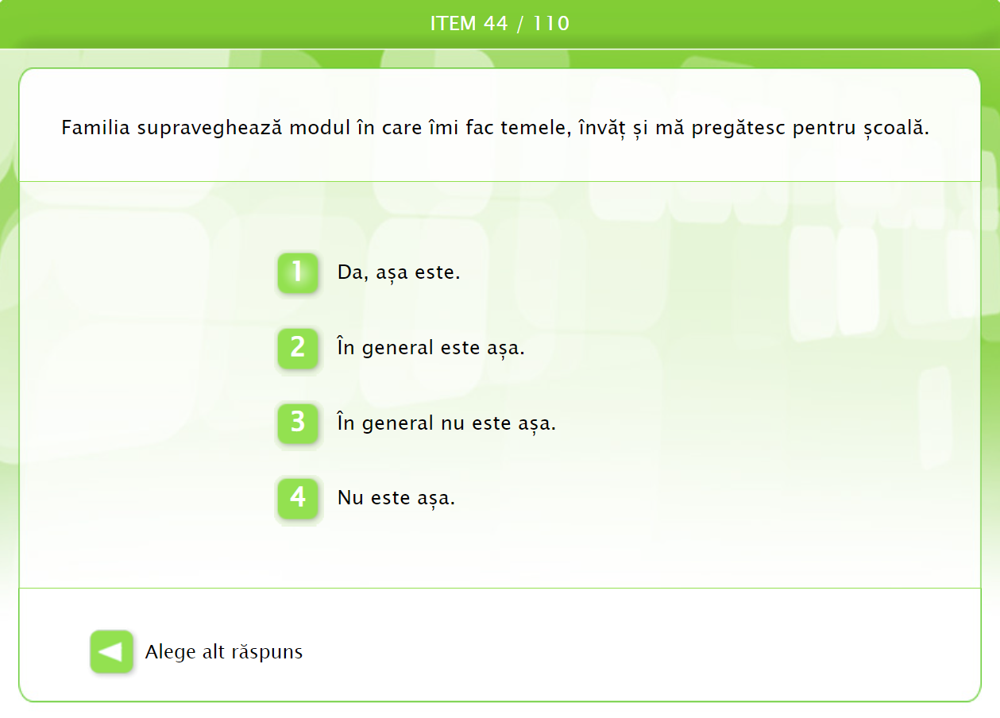 ITEM 44 / 110
Familia supraveghează modul în care îmi fac temele, învăț și mă pregătesc pentru școală.
1 Da, așa este.
2 În general este așa.
3 În general nu este așa.
4 Nu este așa.
Alege alt răspuns